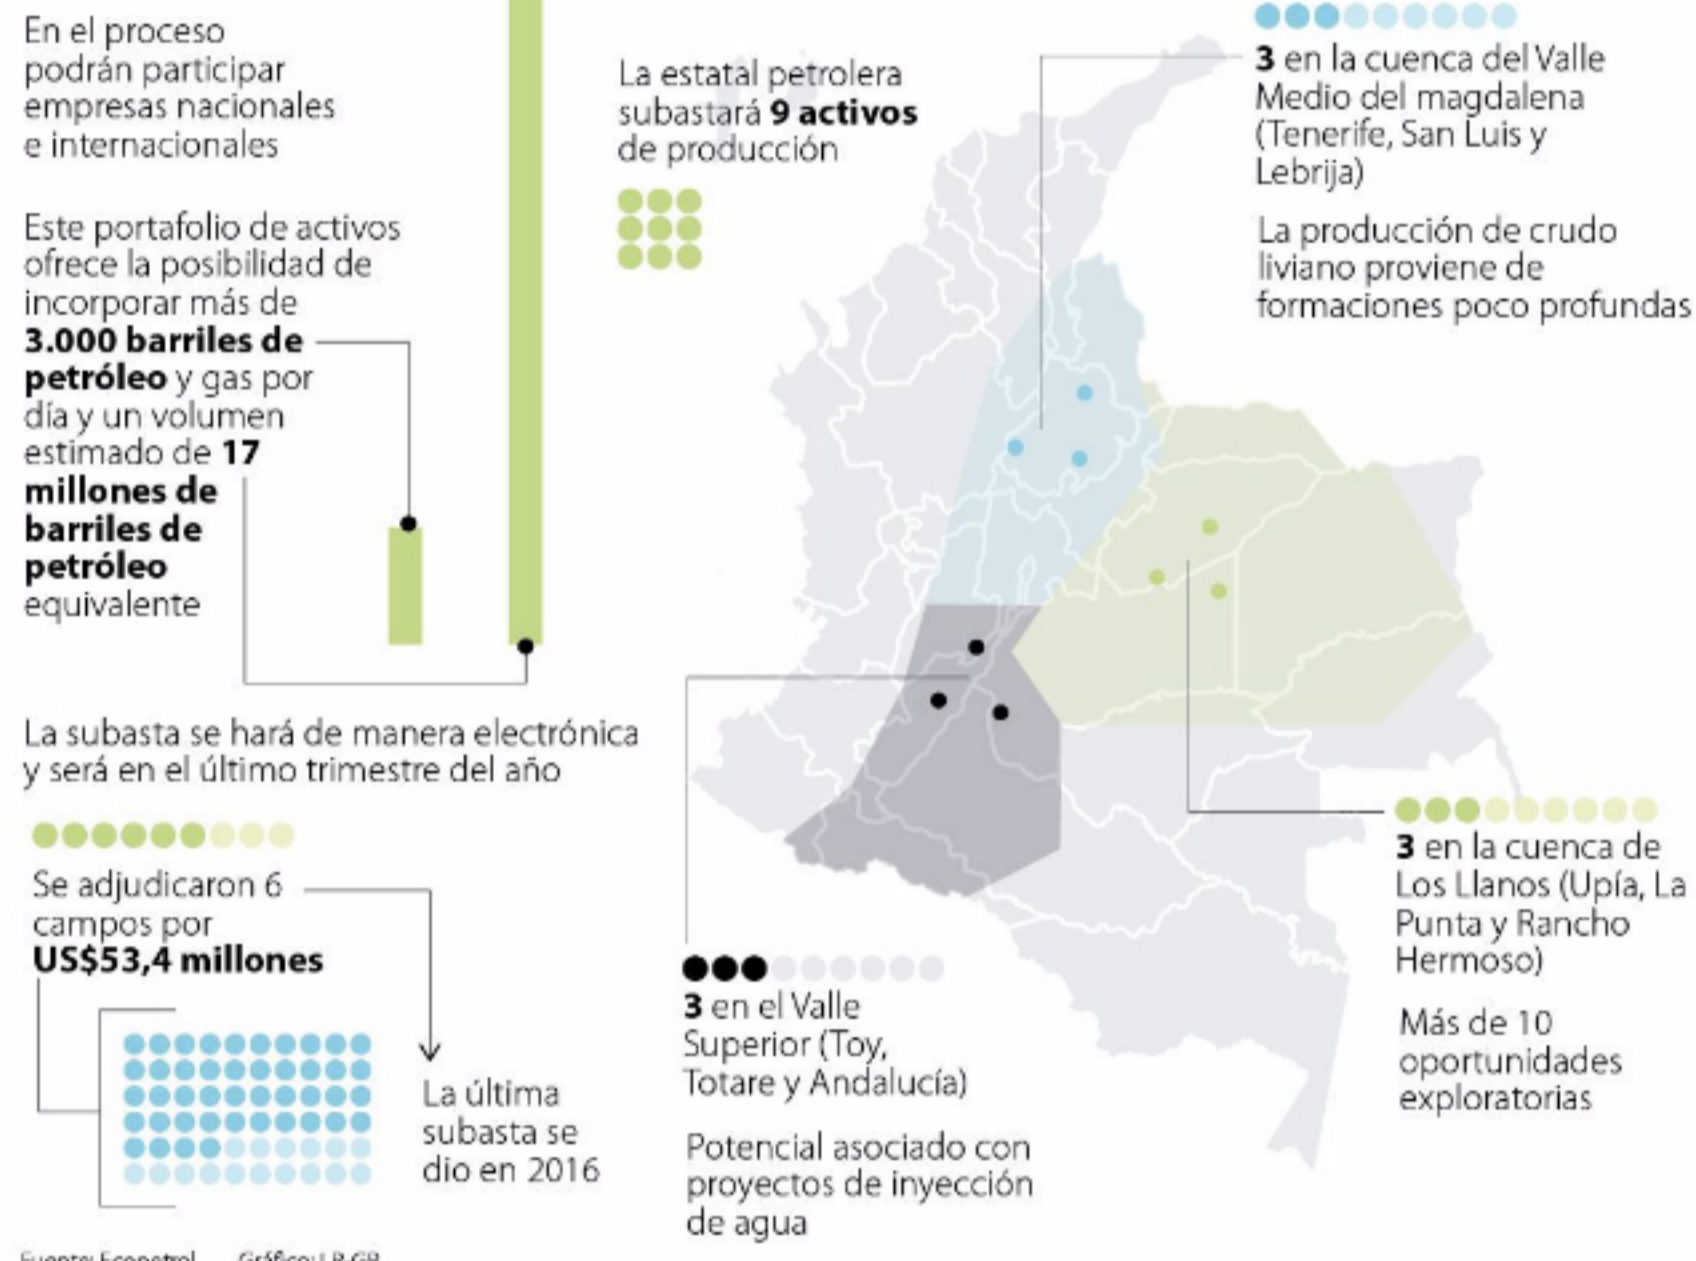 En el proceso
podrán participar
empresas nacionales
e internacionales
Este portafolio de activos
ofrece la posibilidad de
incorporar más de
3.000 barriles de
petróleo y gas por
día y un volumen
estimado de 17
millones de
barriles de
petróleo
equivalente
La subasta se hará de manera electrónica
y será en el último trimestre del año
Se adjudicaron 6
campos por
US$53,4 millones
La última
subasta se
dio en 2016
La estatal petrolera
subastará 9 activos
de producción
3 en la cuenca del Valle
Medio del magdalena
(Tenerife, San Luis y
Lebrija)
La producción de crudo
liviano proviene de
formaciones poco profundas
3 en la cuenca de
Los Llanos (Upía, La
Punta y Rancho
Hermoso)
Más de 10
oportunidades
exploratorias
3 en el Valle
Superior (Toy,
Totare y Andalucía)
Potencial asociado con
proyectos de inyección
de agua
Fuente: Ecopetrol Gráfico: LR-GR